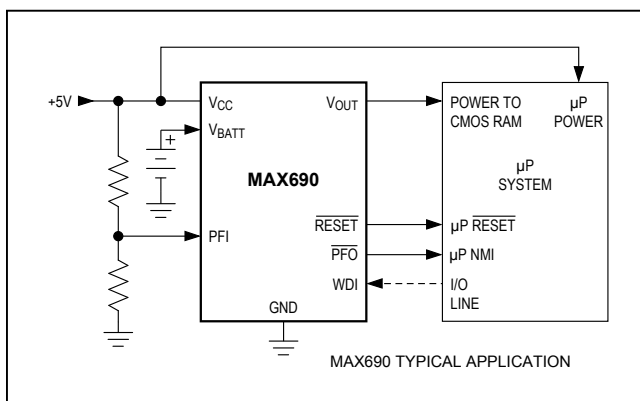 +5V
VCC
VBATT
+
PFI
MAX690
VOUT
RESET
PFO
WDI
GND
POWER TO
CMOS RAM
µP
POWER
µP
SYSTEM
µP RESET
µP NMI
I/O
LINE
MAX690 TYPICAL APPLICATION